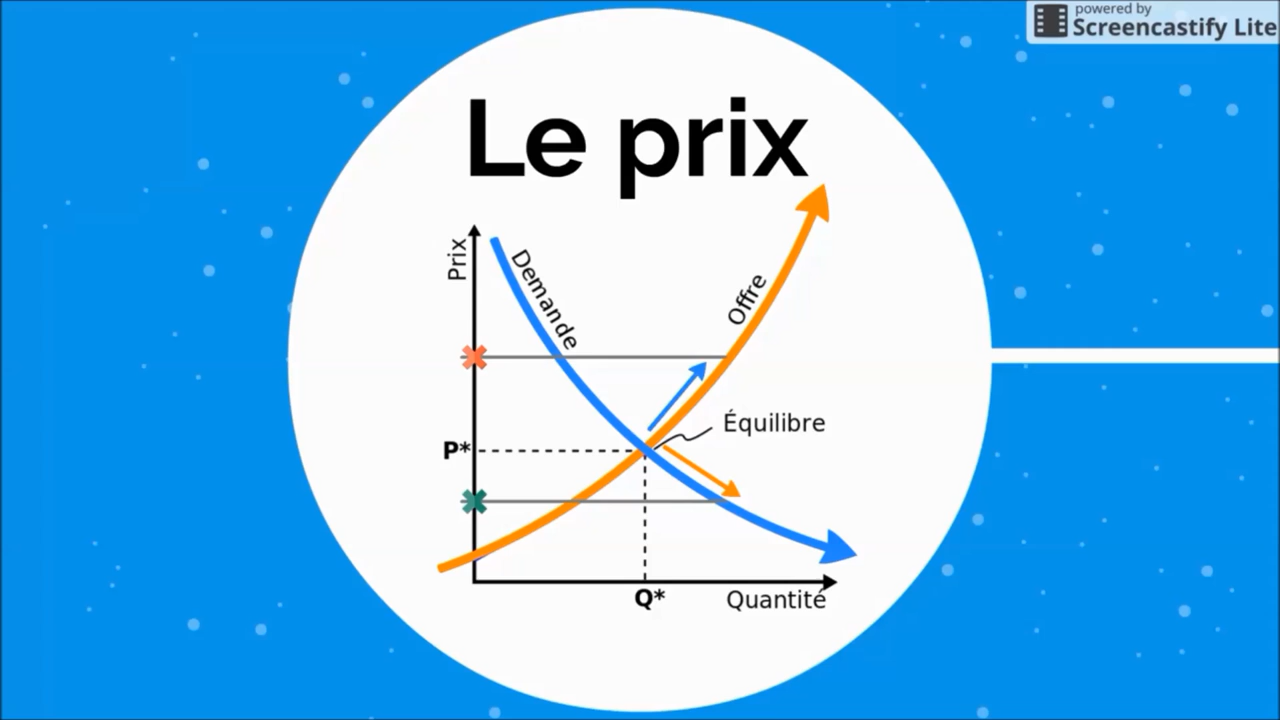 powered by
Screencastify Lite
Le prix
Prix
Demande
Offre
Équilibre
P*
Q*
Quantité